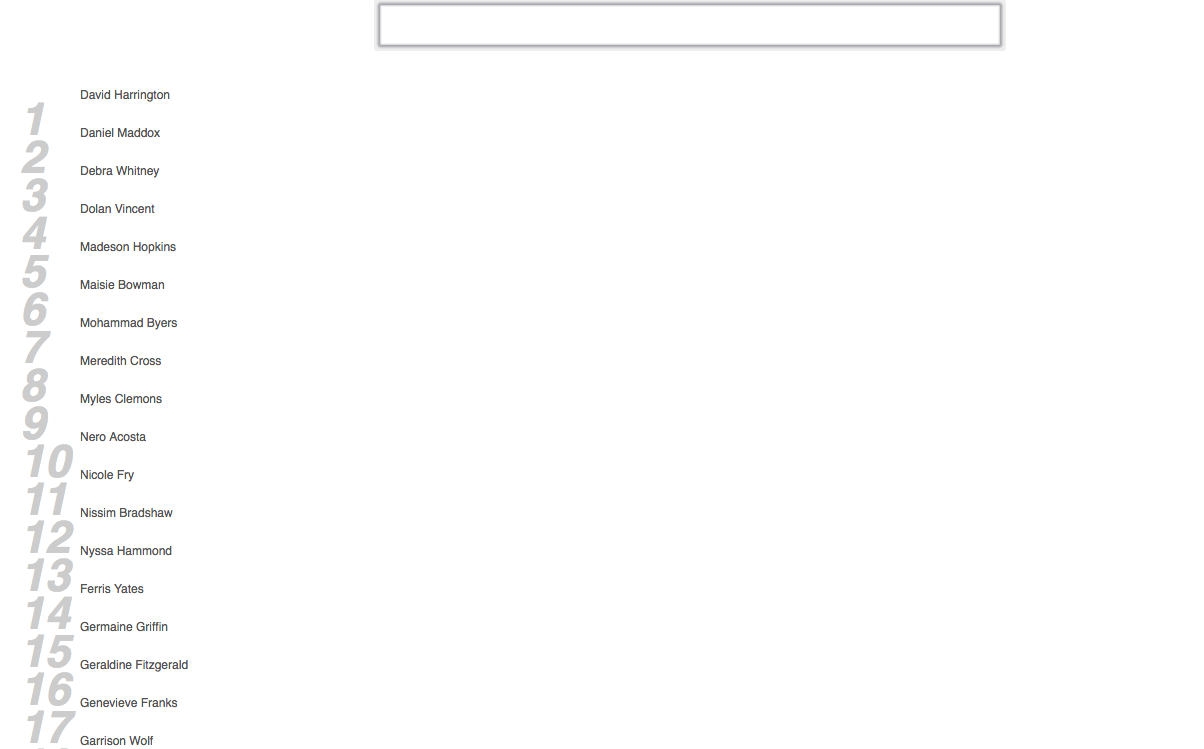 David Harrington
1
Daniel Maddox
2
Debra Whitney
3
Dolan Vincent
4
Madeson Hopkins
5
Maisie Bowman
6
Mohammad Byers
7
Meredith Cross
8
Myles Clemons
9
Nero Acosta
10
Nicole Fry
11
Nissim Bradshaw
12
Nyssa Hammond
13
Ferris Yates
14
Germaine Griffin
15
Geraldine Fitzgerald
16
Genevieve Franks
17
Garrison Wolf